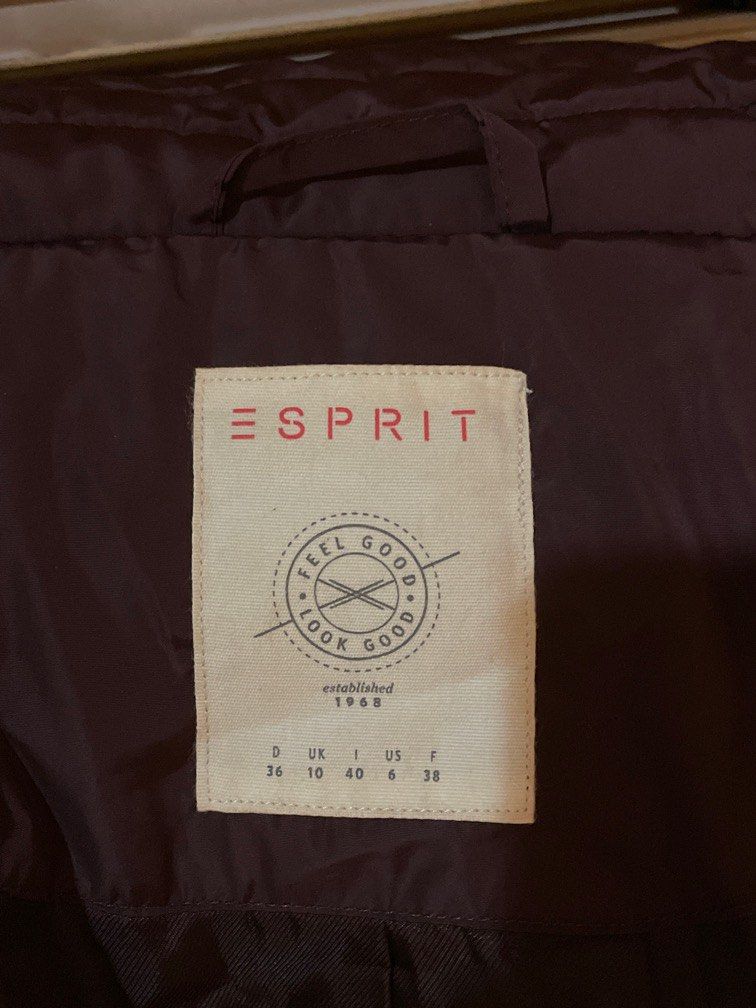 ESPRIT
FEEL GOOD
LOOK GOOD
established
1968
D UK I US F
36 10 40 6 38